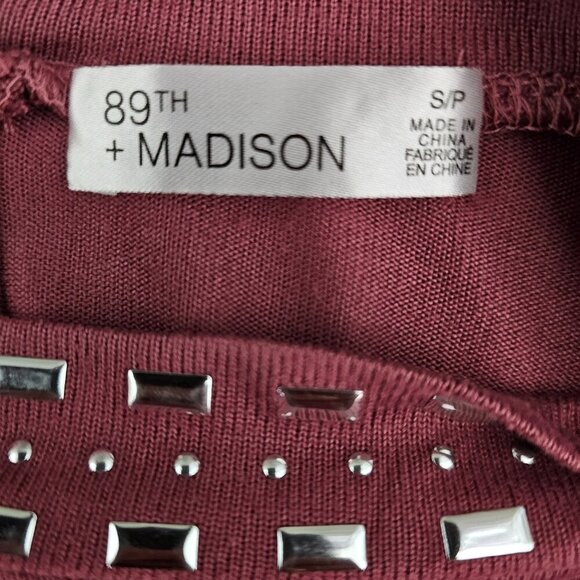 89TH
+ MADISON
S/P
MADE IN
CHINA
FABRIQUÉ
EN CHINE